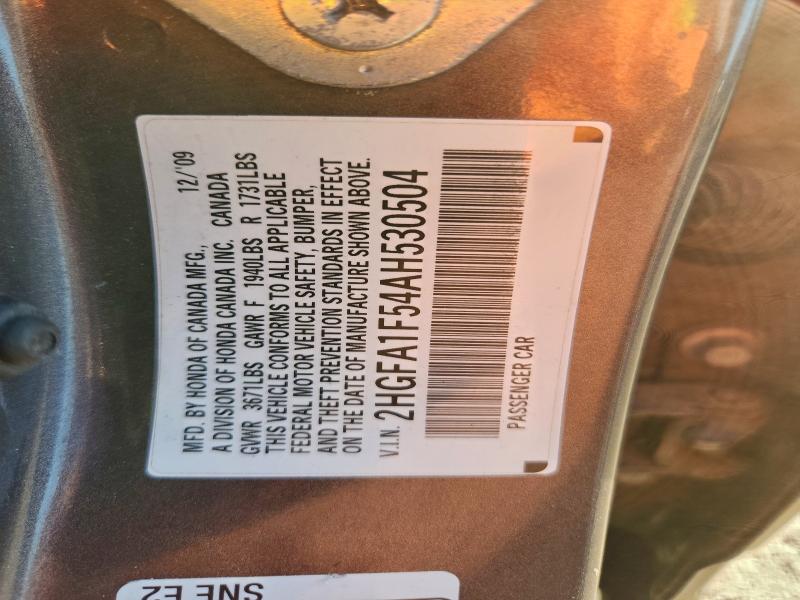 MFD. BY HONDA OF CANADA MFG., 12/'09
A DIVISION OF HONDA CANADA INC. CANADA
GVWR 3671LBS GAWR F 1940LBS R 1731LBS
THIS VEHICLE CONFORMS TO ALL APPLICABLE
FEDERAL MOTOR VEHICLE SAFETY, BUMPER,
AND THEFT PREVENTION STANDARDS IN EFFECT
ON THE DATE OF MANUFACTURE SHOWN ABOVE.
V.I.N. 2HGFA1F54AH530504
PASSENGER CAR